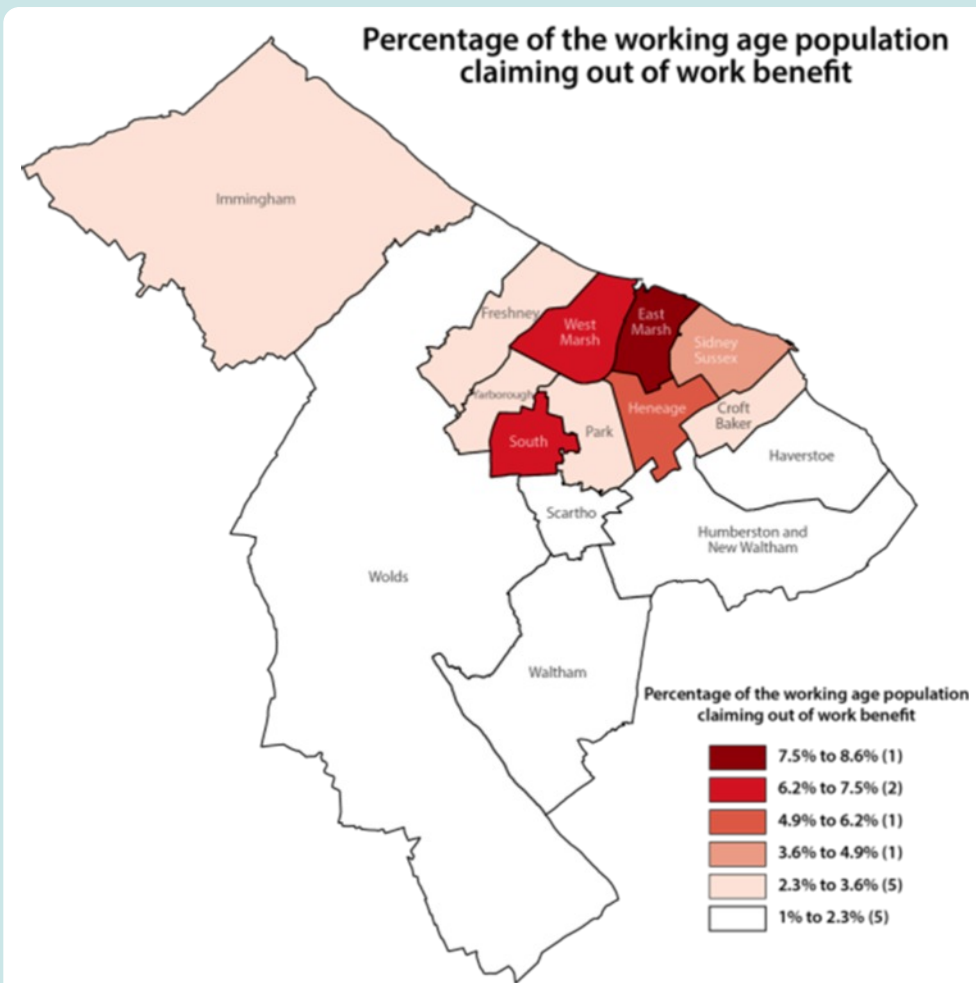 Percentage of the working age population
claiming out of work benefit
Immingham
Freshney
West
Marsh
East
Marsh
Sidney
Sussex
Yarborough
Heneage
Croft
Baker
South
Park
Haverstoe
Scartho
Humberston and
New Waltham
Wolds
Waltham
Percentage of the working age population
claiming out of work benefit
7.5% to 8.6% (1)
6.2% to 7.5% (2)
4.9% to 6.2% (1)
3.6% to 4.9% (1)
2.3% to 3.6% (5)
1% to 2.3% (5)